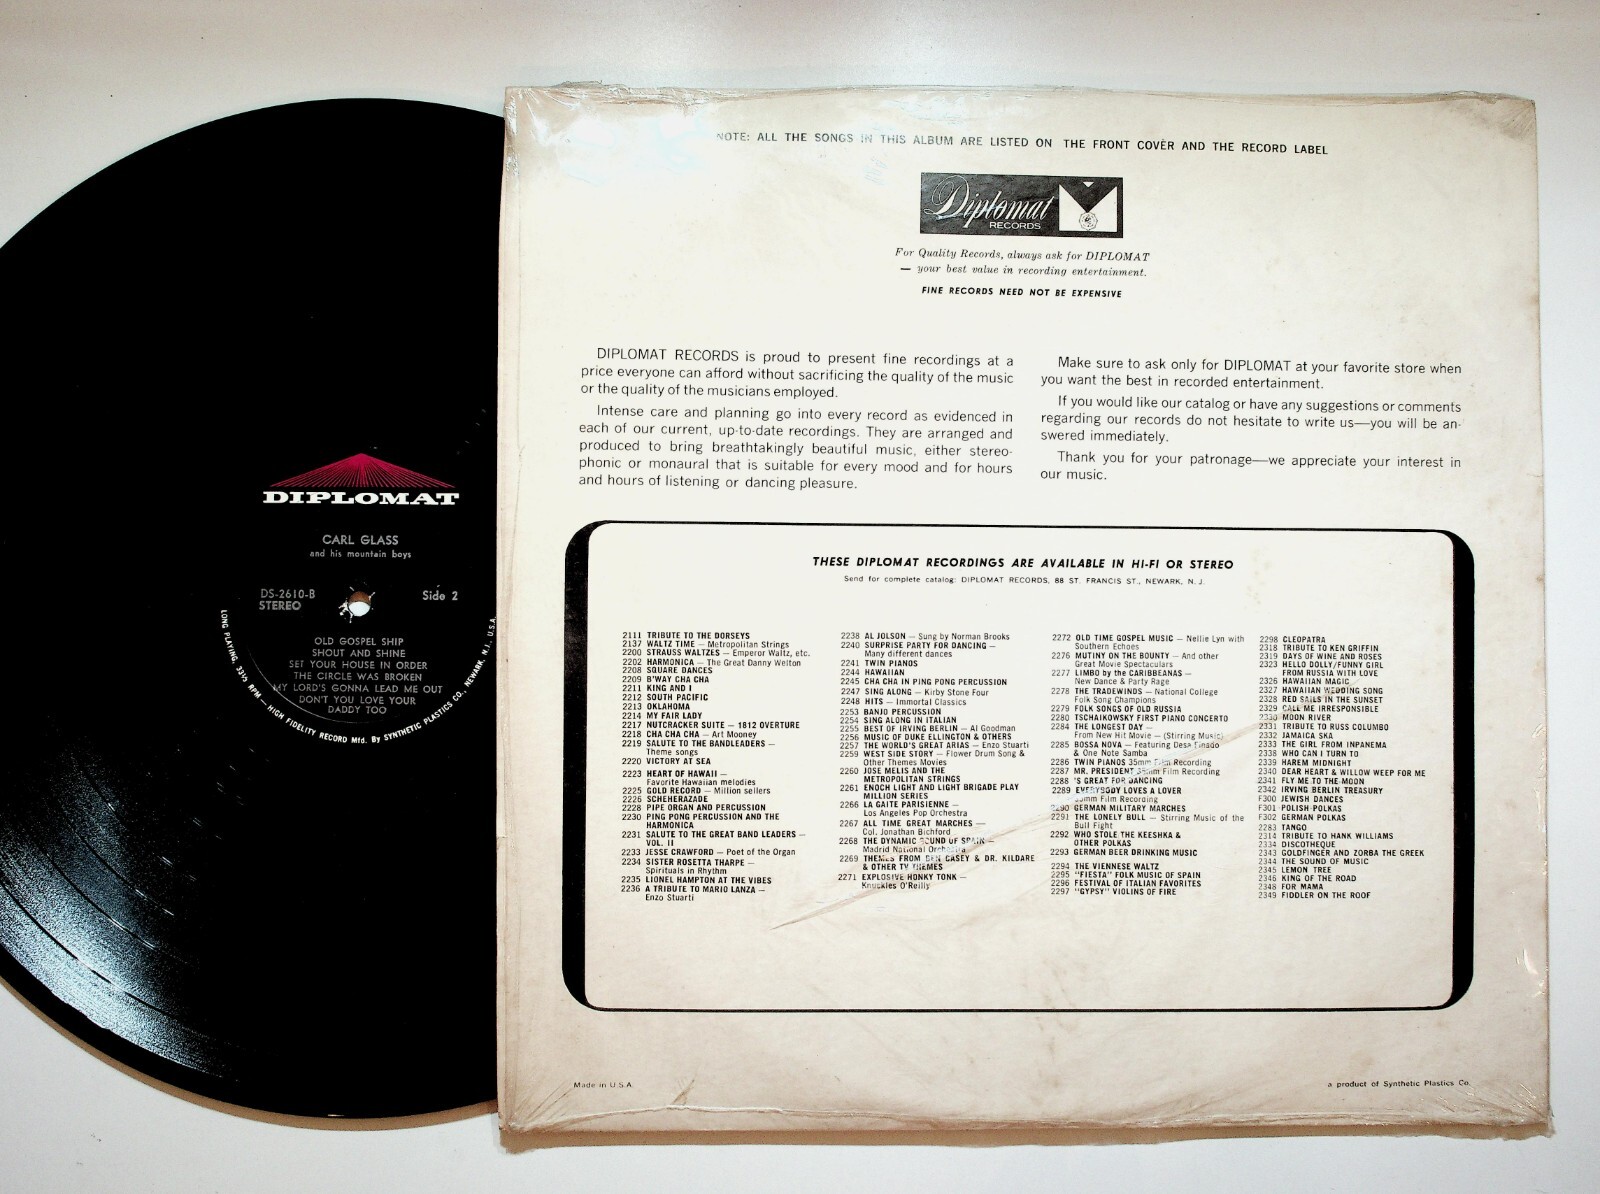 DIPLOMAT
CARL GLASS
and his mountain boys
DS-2610-B
STEREO
Side 2
OLD GOSPEL SHIP
SHOUT AND SHINE
SET YOUR HOUSE IN ORDER
THE CIRCLE WAS BROKEN
MY LORD'S GONNA LEAD ME OUT
DON'T YOU LOVE YOUR
DADDY TOO
LONG PLAYING, 33⅓ RPM — HIGH FIDELITY RECORD Mfd. By SYNTHETIC PLASTICS CO., NEWARK, N.J. U.S.A.
NOTE: ALL THE SONGS IN THIS ALBUM ARE LISTED ON THE FRONT COVER AND THE RECORD LABEL
Diplomat
RECORDS
For Quality Records, always ask for DIPLOMAT
— your best value in recording entertainment.
FINE RECORDS NEED NOT BE EXPENSIVE
DIPLOMAT RECORDS is proud to present fine recordings at a
price everyone can afford without sacrificing the quality of the music
or the quality of the musicians employed.
Intense care and planning go into every record as evidenced in
each of our current, up-to-date recordings. They are arranged and
produced to bring breathtakingly beautiful music, either stereo-
phonic or monaural that is suitable for every mood and for hours
and hours of listening or dancing pleasure.
Make sure to ask only for DIPLOMAT at your favorite store when
you want the best in recorded entertainment.
If you would like our catalog or have any suggestions or comments
regarding our records do not hesitate to write us—you will be an-
swered immediately.
Thank you for your patronage—we appreciate your interest in
our music.
THESE DIPLOMAT RECORDINGS ARE AVAILABLE IN HI-FI OR STEREO
Send for complete catalog: DIPLOMAT RECORDS, 88 ST. FRANCIS ST., NEWARK, N. J.
2111 TRIBUTE TO THE DORSEYS
2137 WALTZ TIME — Metropolitan Strings
2200 STRAUSS WALTZES — Emperor Waltz, etc.
2202 HARMONICA — The Great Danny Welton
2208 SQUARE DANCES
2209 B'WAY CHA CHA
2211 KING AND I
2212 SOUTH PACIFIC
2213 OKLAHOMA
2214 MY FAIR LADY
2217 NUTCRACKER SUITE — 1812 OVERTURE
2218 CHA CHA CHA — Art Mooney
2219 SALUTE TO THE BANDLEADERS —
Theme songs
2220 VICTORY AT SEA
2223 HEART OF HAWAII —
Favorite Hawaiian melodies
2225 GOLD RECORD — Million sellers
2226 SCHEHERAZADE
2228 PIPE ORGAN AND PERCUSSION
2230 PING PONG PERCUSSION AND THE
HARMONICA
2231 SALUTE TO THE GREAT BAND LEADERS —
VOL. II
2233 JESSE CRAWFORD — Poet of the Organ
2234 SISTER ROSETTA THARPE —
Spirituals in Rhythm
2235 LIONEL HAMPTON AT THE VIBES
2236 A TRIBUTE TO MARIO LANZA —
Enzo Stuarti
2238 AL JOLSON — Sung by Norman Brooks
2240 SURPRISE PARTY FOR DANCING —
Many different dances
2241 TWIN PIANOS
2244 HAWAIIAN
2245 CHA CHA IN PING PONG PERCUSSION
2247 SING ALONG — Kirby Stone Four
2248 HITS — Immortal Classics
2253 BANJO PERCUSSION
2254 SING ALONG IN ITALIAN
2255 BEST OF IRVING BERLIN — Al Goodman
2256 MUSIC OF DUKE ELLINGTON & OTHERS
2257 THE WORLD'S GREAT ARIAS — Enzo Stuarti
2259 WEST SIDE STORY — Flower Drum Song &
Other Themes Movies
2260 JOSE MELIS AND THE
METROPOLITAN STRINGS
2261 ENOCH LIGHT AND LIGHT BRIGADE PLAY
MILLION SERIES
2266 LA GAITE PARISIENNE —
Los Angeles Pop Orchestra
2267 ALL TIME GREAT MARCHES —
Col. Jonathan Bichford
2268 THE DYNAMIC SOUND OF SPAIN —
Madrid National Orchestra
2269 THEMES FROM BEN CASEY & DR. KILDARE
& OTHER TV THEMES
2271 EXPLOSIVE HONKY TONK —
Knuckles O'Reilly
2272 OLD TIME GOSPEL MUSIC — Nellie Lyn with
Southern Echoes
2276 MUTINY ON THE BOUNTY — And other
Great Movie Spectaculars
2277 LIMBO by the CARIBBEANAS —
New Dance & Party Rage
2278 THE TRADEWINDS — National College
Folk Song Champions
2279 FOLK SONGS OF OLD RUSSIA
2280 TSCHAIKOWSKY FIRST PIANO CONCERTO
2284 THE LONGEST DAY —
From New Hit Movie — (Stirring Music)
2285 BOSSA NOVA — Featuring Desa Finado
& One Note Samba
2286 TWIN PIANOS 35mm Film Recording
2287 MR. PRESIDENT 35mm Film Recording
2288 'S GREAT FOR DANCING
2289 EVERYBODY LOVES A LOVER
35mm Film Recording
2290 GERMAN MILITARY MARCHES
2291 THE LONELY BULL — Stirring Music of the
Bull Fight
2292 WHO STOLE THE KEESHKA &
OTHER POLKAS
2293 GERMAN BEER DRINKING MUSIC
2294 THE VIENNESE WALTZ
2295 "FIESTA" FOLK MUSIC OF SPAIN
2296 FESTIVAL OF ITALIAN FAVORITES
2297 "GYPSY" VIOLINS OF FIRE
2298 CLEOPATRA
2318 TRIBUTE TO KEN GRIFFIN
2319 DAYS OF WINE AND ROSES
2323 HELLO DOLLY/FUNNY GIRL
FROM RUSSIA WITH LOVE
2326 HAWAIIAN MAGIC
2327 HAWAIIAN WEDDING SONG
2328 RED SAILS IN THE SUNSET
2329 CALL ME IRRESPONSIBLE
2330 MOON RIVER
2331 TRIBUTE TO RUSS COLUMBO
2332 JAMAICA SKA
2333 THE GIRL FROM INPANEMA
2338 WHO CAN I TURN TO
2339 HAREM MIDNIGHT
2340 DEAR HEART & WILLOW WEEP FOR ME
2341 FLY ME TO THE MOON
2342 IRVING BERLIN TREASURY
F300 JEWISH DANCES
F301 POLISH POLKAS
F302 GERMAN POLKAS
2283 TANGO
2314 TRIBUTE TO HANK WILLIAMS
2334 DISCOTHEQUE
2343 GOLDFINGER AND ZORBA THE GREEK
2344 THE SOUND OF MUSIC
2345 LEMON TREE
2346 KING OF THE ROAD
2348 FOR MAMA
2349 FIDDLER ON THE ROOF
Made in U.S.A.
a product of Synthetic Plastics Co.